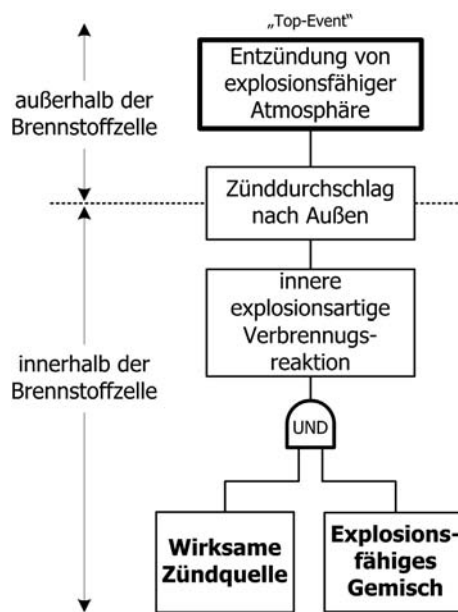 „Top-Event“
Entzündung von
explosionsfähiger
Atmosphäre
außerhalb der
Brennstoffzelle
Zünddurchschlag
nach Außen
innere
explosionsartige
Verbrennugs-
reaktion
innerhalb der
Brennstoffzelle
UND
Wirksame
Zündquelle
Explosions-
fähiges
Gemisch